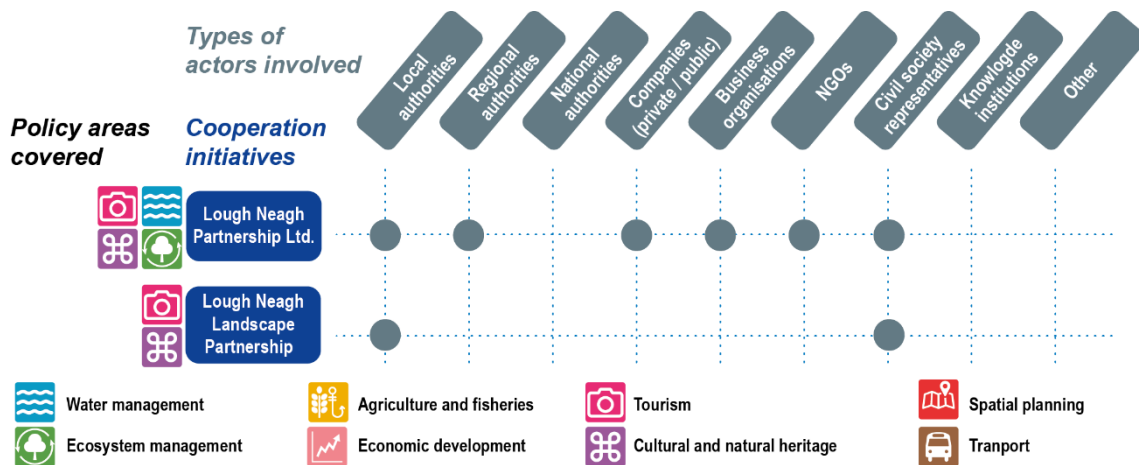 Types of
actors involved
Local
authorities
Regional
authorities
National
authorities
Companies
(private / public)
Business
organisations
NGOs
Civil society
representatives
Knowlogde
institutions
Other
Policy areas
covered
Cooperation
initiatives
Lough Neagh
Partnership Ltd.
Lough Neagh
Landscape
Partnership
Water management
Agriculture and fisheries
Tourism
Spatial planning
Ecosystem management
Economic development
Cultural and natural heritage
Tranport